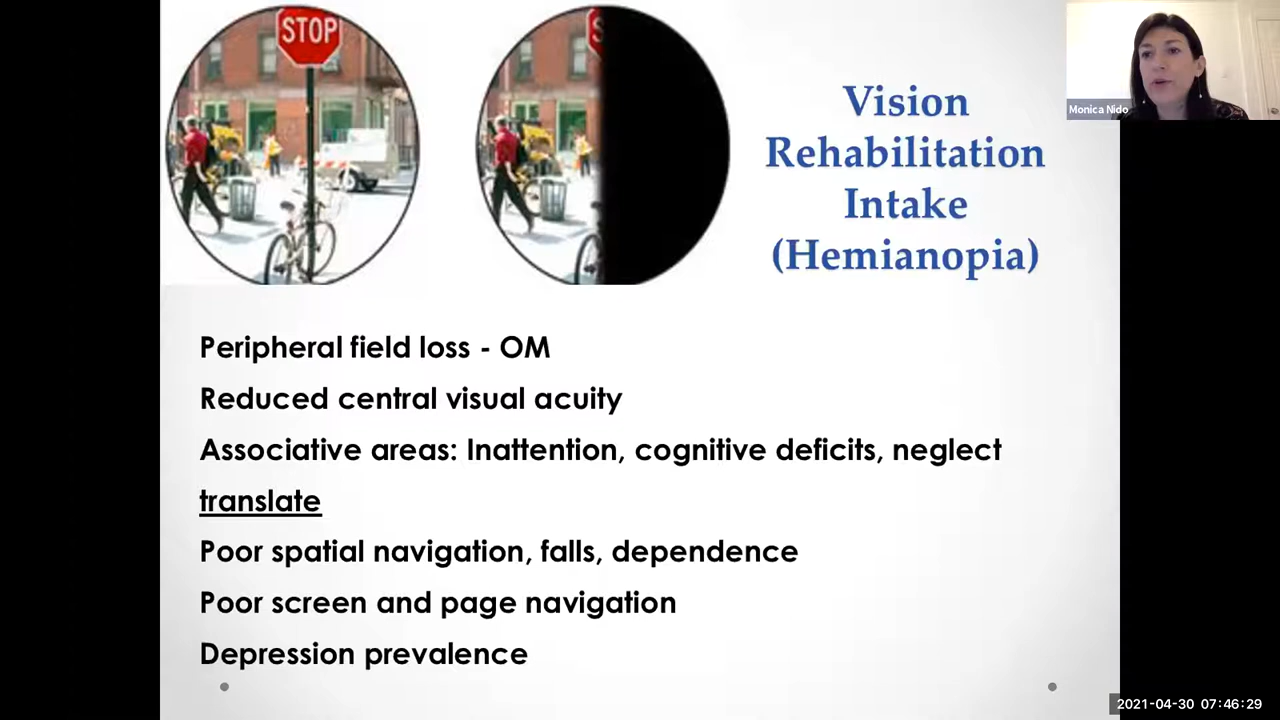 STOP
S
Vision
Rehabilitation
Intake
(Hemianopia)
Monica Nido
Peripheral field loss - OM
Reduced central visual acuity
Associative areas: Inattention, cognitive deficits, neglect
translate
Poor spatial navigation, falls, dependence
Poor screen and page navigation
Depression prevalence
2021-04-30 07:46:29